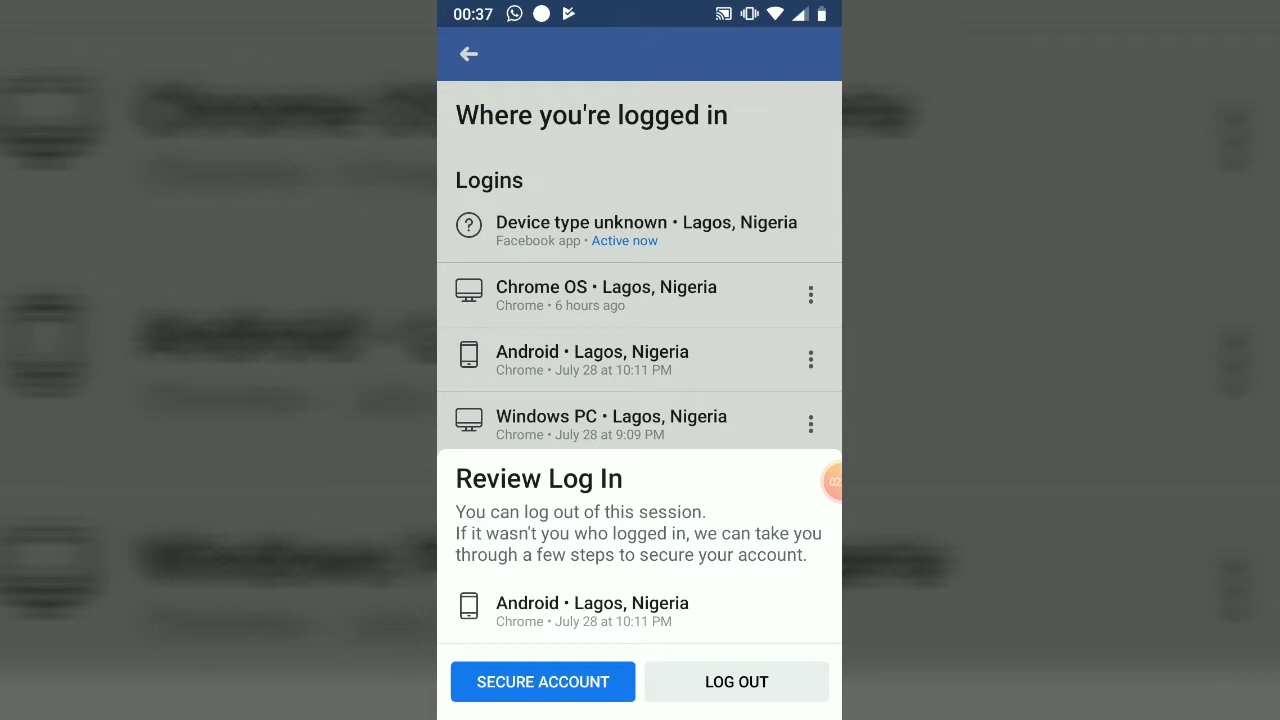 00:37
Where you're logged in
Logins
Device type unknown • Lagos, Nigeria
Facebook app • Active now
Chrome OS • Lagos, Nigeria
Chrome • 6 hours ago
Android • Lagos, Nigeria
Chrome • July 28 at 10:11 PM
Windows PC • Lagos, Nigeria
Chrome • July 28 at 9:09 PM
Review Log In
02
You can log out of this session.
If it wasn't you who logged in, we can take you
through a few steps to secure your account.
Android • Lagos, Nigeria
Chrome • July 28 at 10:11 PM
SECURE ACCOUNT
LOG OUT